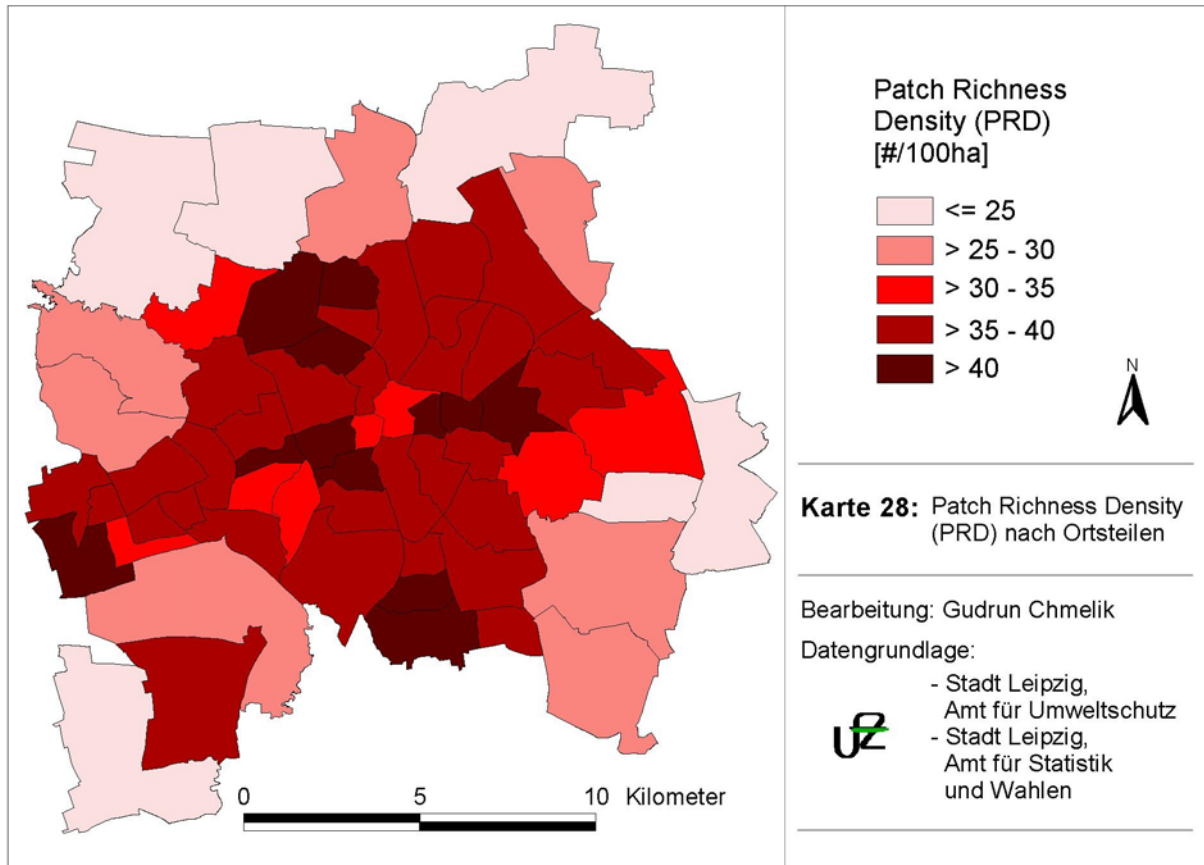 Patch Richness
Density (PRD)
[#/100ha]
<= 25
> 25 - 30
> 30 - 35
> 35 - 40
> 40
N
Karte 28: Patch Richness Density
(PRD) nach Ortsteilen
Bearbeitung: Gudrun Chmelik
Datengrundlage:
- Stadt Leipzig,
Amt für Umweltschutz
- Stadt Leipzig,
Amt für Statistik
und Wahlen
UFZ
0 5 10 Kilometer